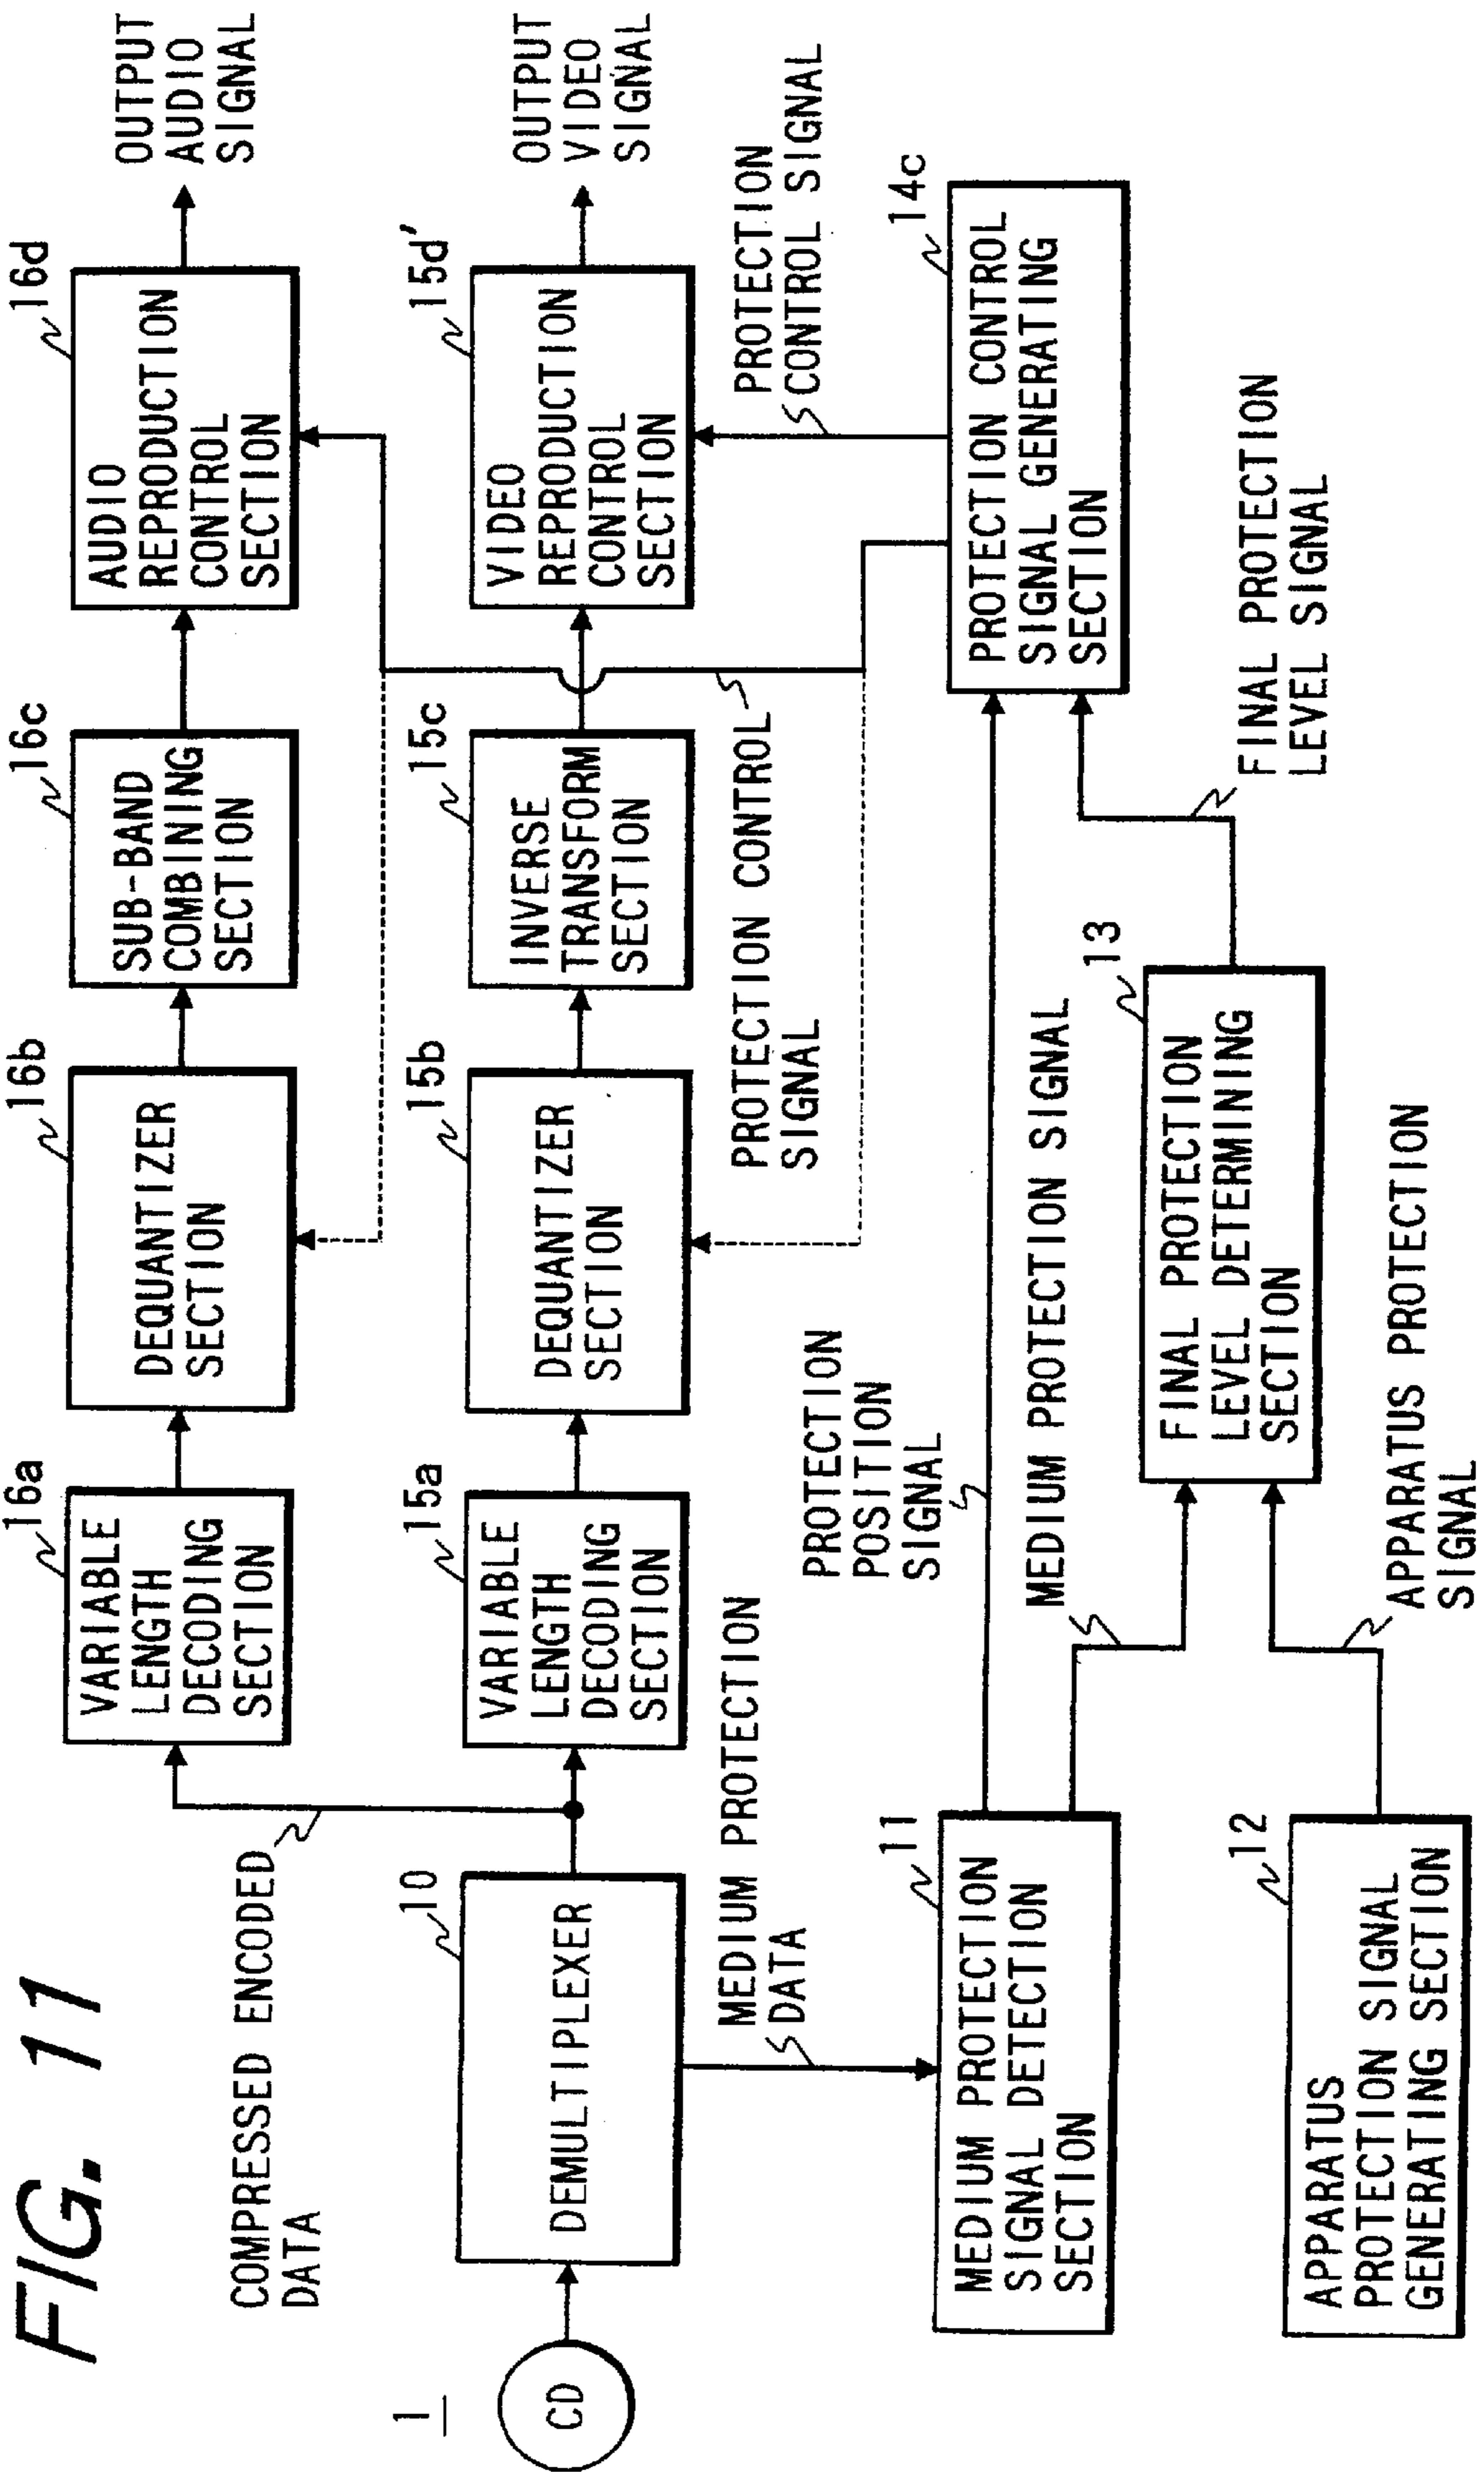 FIG. 11
1
CD
COMPRESSED ENCODED
DATA
10
DEMULTIPLEXER
16a
VARIABLE
LENGTH
DECODING
SECTION
16b
DEQUANTIZER
SECTION
16c
SUB-BAND
COMBINING
SECTION
16d
AUDIO
REPRODUCTION
CONTROL
SECTION
OUTPUT
AUDIO
SIGNAL
15a
VARIABLE
LENGTH
DECODING
SECTION
15b
DEQUANTIZER
SECTION
15c
INVERSE
TRANSFORM
SECTION
15d'
VIDEO
REPRODUCTION
CONTROL
SECTION
OUTPUT
VIDEO
SIGNAL
MEDIUM PROTECTION
DATA
PROTECTION
POSITION
SIGNAL
PROTECTION CONTROL
SIGNAL
PROTECTION
CONTROL SIGNAL
11
MEDIUM PROTECTION
SIGNAL DETECTION
SECTION
MEDIUM PROTECTION SIGNAL
14c
PROTECTION CONTROL
SIGNAL GENERATING
SECTION
12
APPARATUS
PROTECTION SIGNAL
GENERATING SECTION
APPARATUS PROTECTION
SIGNAL
13
FINAL PROTECTION
LEVEL DETERMINING
SECTION
FINAL PROTECTION
LEVEL SIGNAL